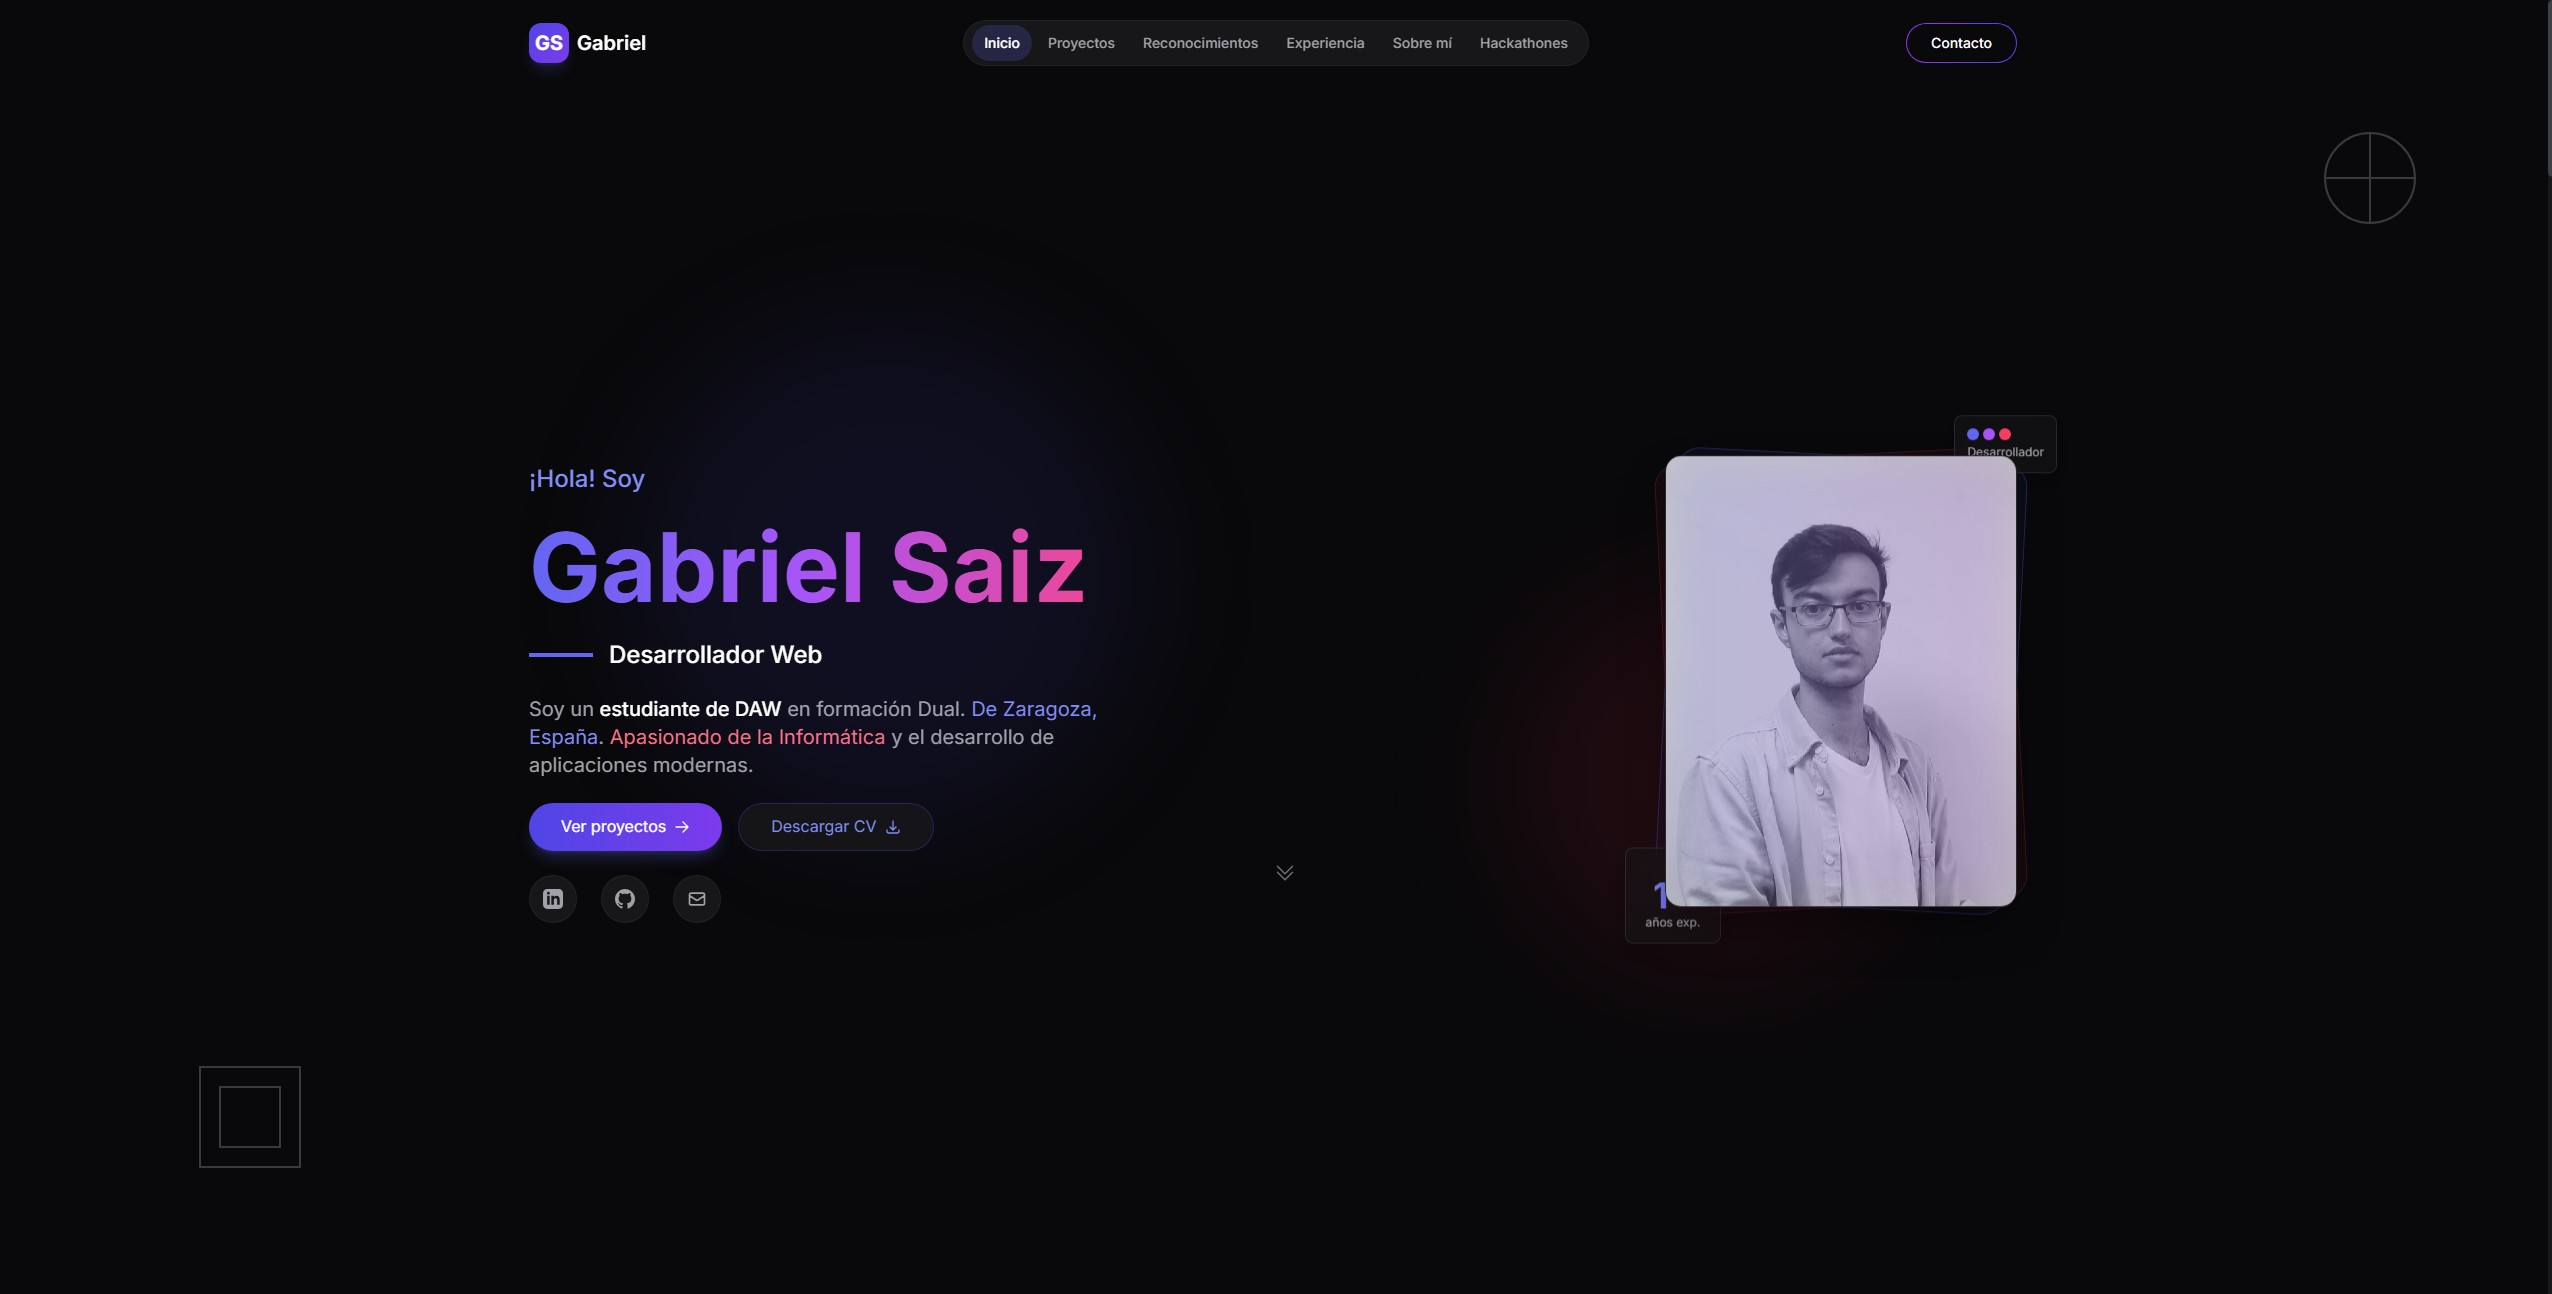 GS Gabriel
Inicio
Proyectos
Reconocimientos
Experiencia
Sobre mí
Hackathones
Contacto
¡Hola! Soy
Gabriel Saiz
Desarrollador Web
Soy un estudiante de DAW en formación Dual. De Zaragoza,
España. Apasionado de la Informática y el desarrollo de
aplicaciones modernas.
Ver proyectos
Descargar CV
in
Desarrollador
1
años exp.